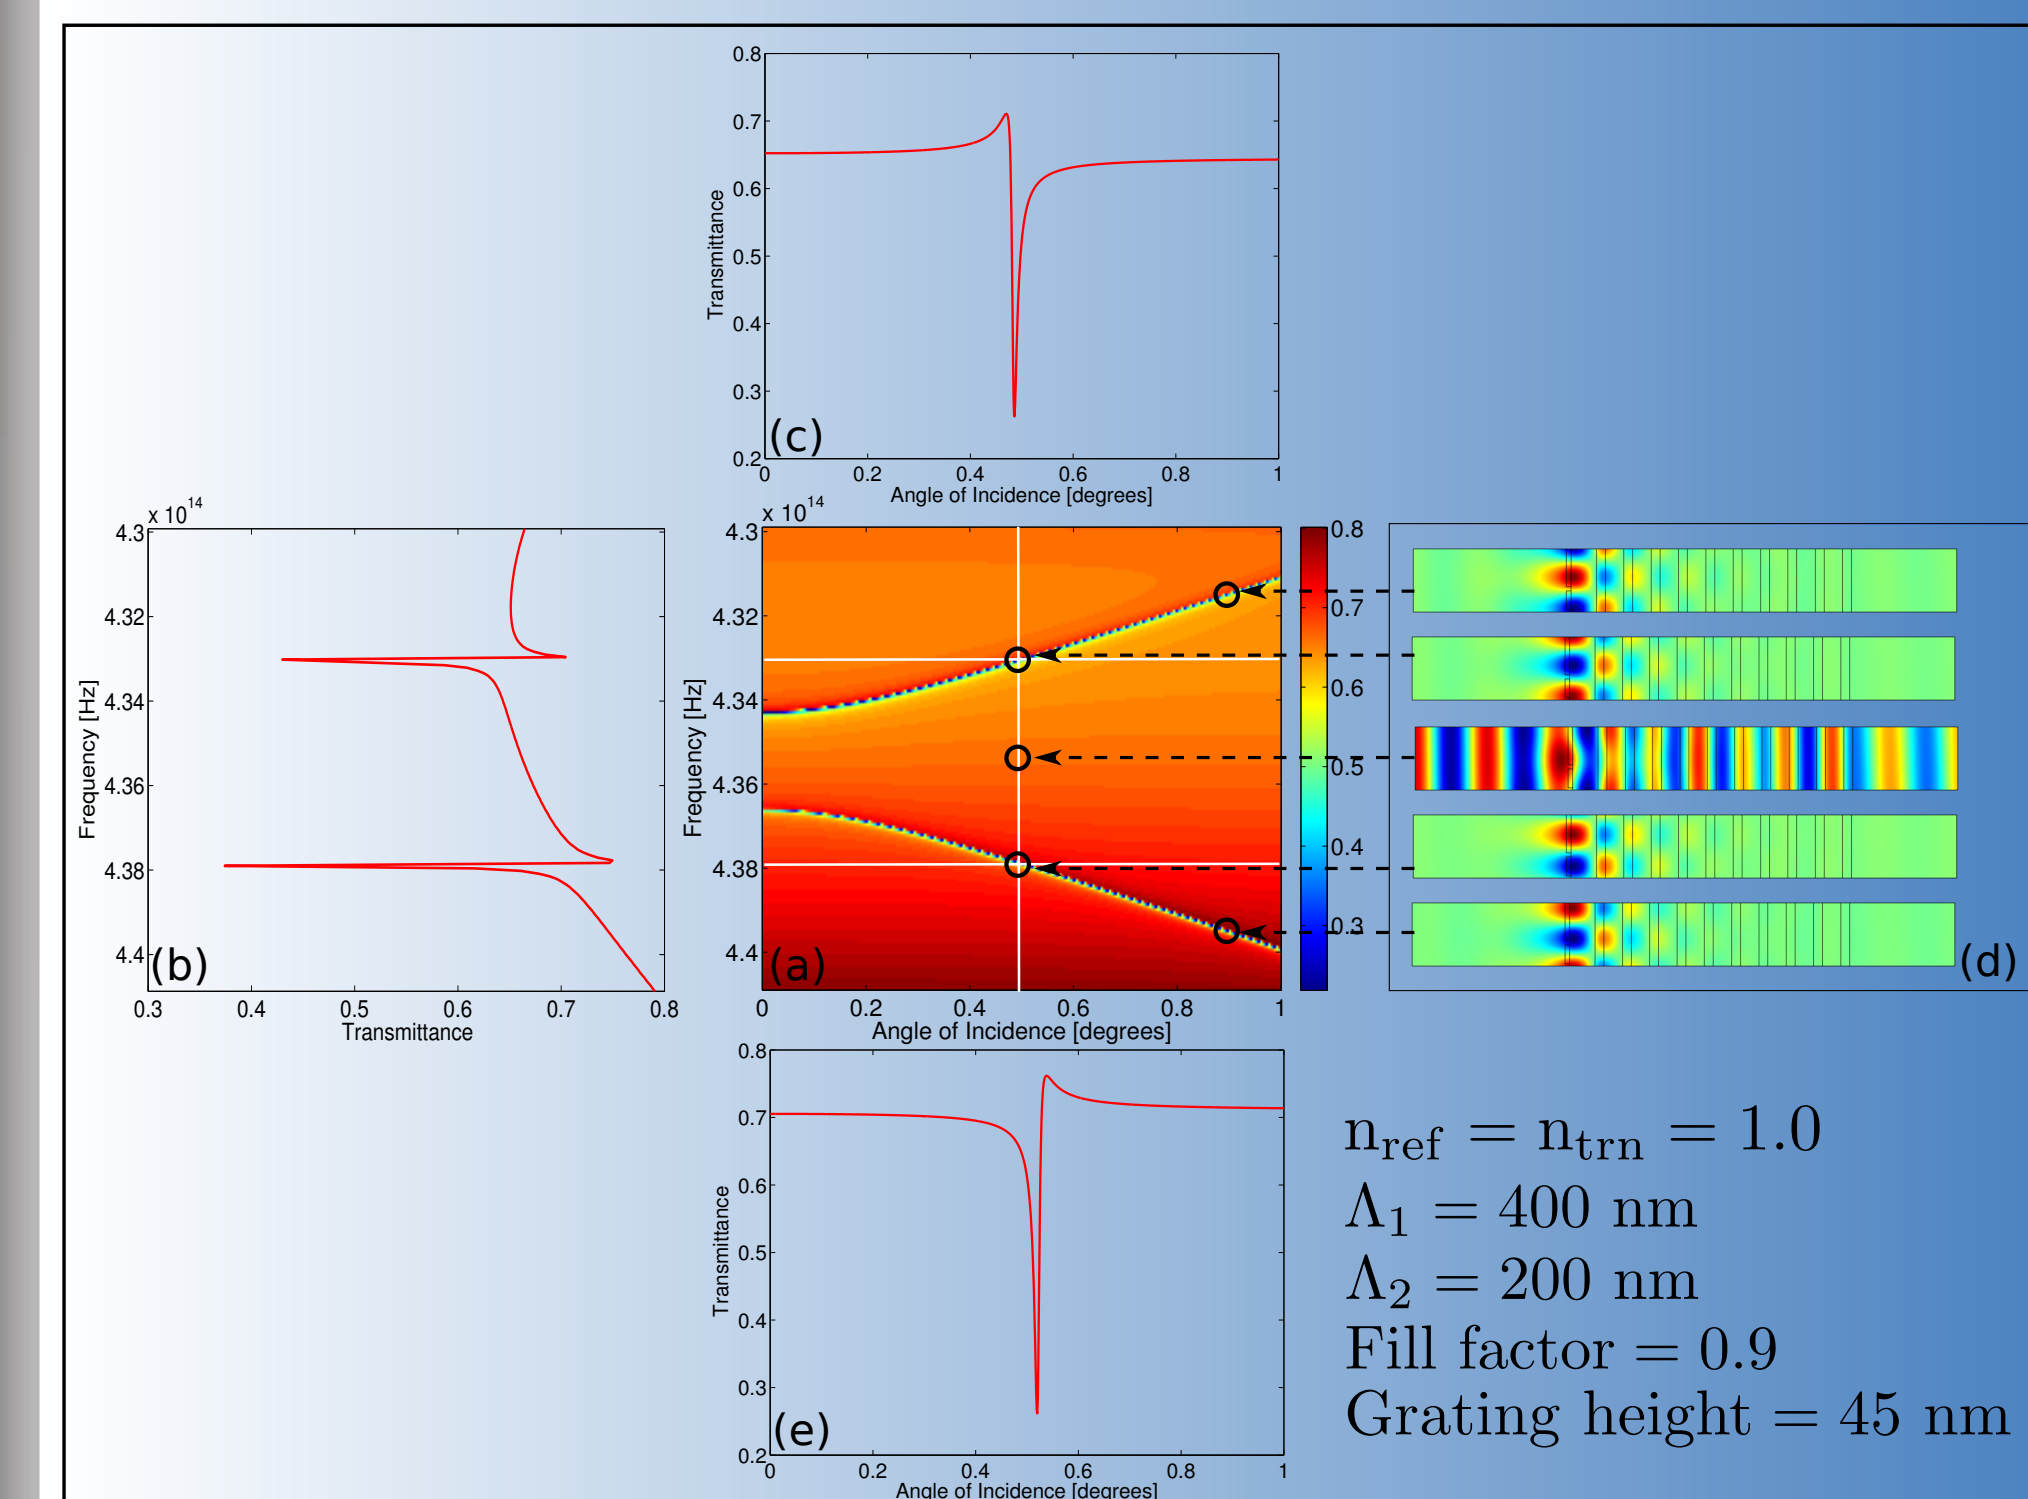 0.8
0.7
0.6
0.5
0.4
0.3
0.2
Transmittance
(c)
0 0.2 0.4 0.6 0.8 1
Angle of Incidence [degrees]
x 10^14
4.3
4.32
4.34
4.36
4.38
4.4
Frequency [Hz]
(b)
0.3 0.4 0.5 0.6 0.7 0.8
Transmittance
x 10^14
4.3
4.32
4.34
4.36
4.38
4.4
Frequency [Hz]
(a)
0 0.2 0.4 0.6 0.8 1
Angle of Incidence [degrees]
0.8
0.7
0.6
0.5
0.4
0.3
(d)
0.8
0.7
0.6
0.5
0.4
0.3
0.2
Transmittance
(e)
0 0.2 0.4 0.6 0.8 1
Angle of Incidence [degrees]
n_ref = n_trn = 1.0
Λ₁ = 400 nm
Λ₂ = 200 nm
Fill factor = 0.9
Grating height = 45 nm